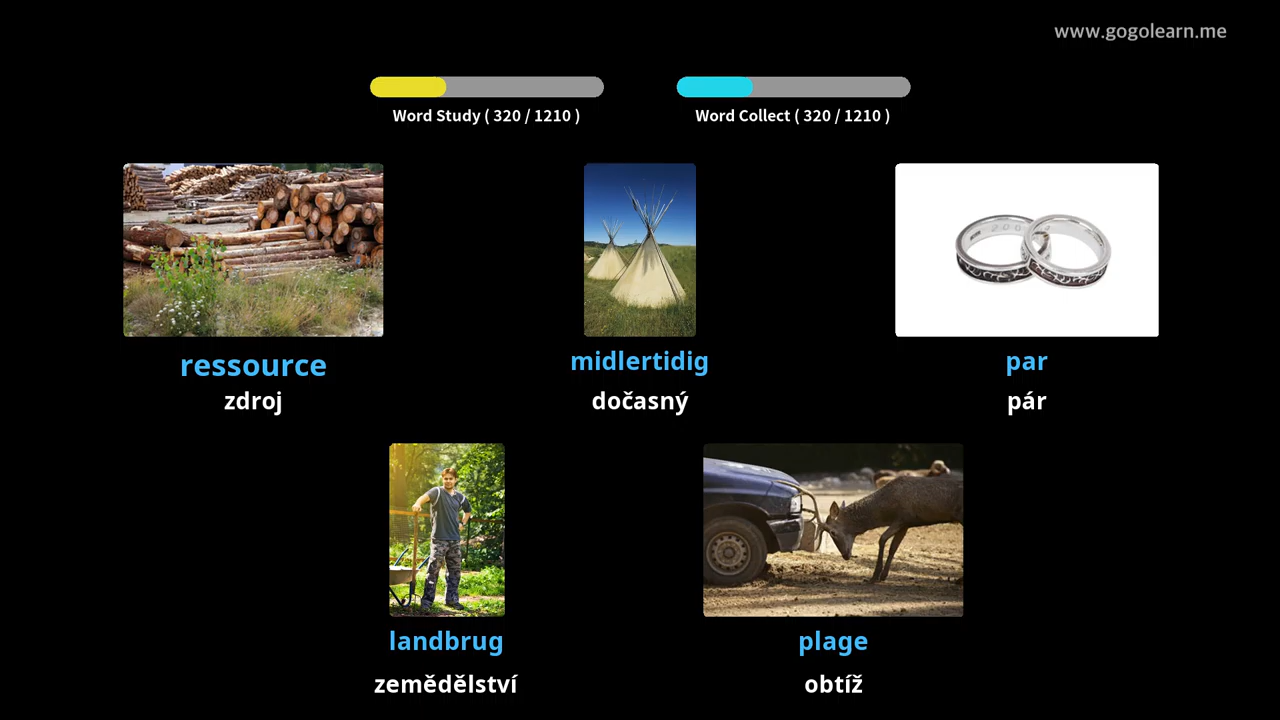 www.gogolearn.me
Word Study ( 320 / 1210 )
Word Collect ( 320 / 1210 )
ressource
midlertidig
par
zdroj
dočasný
pár
landbrug
plage
zemědělství
obtíž